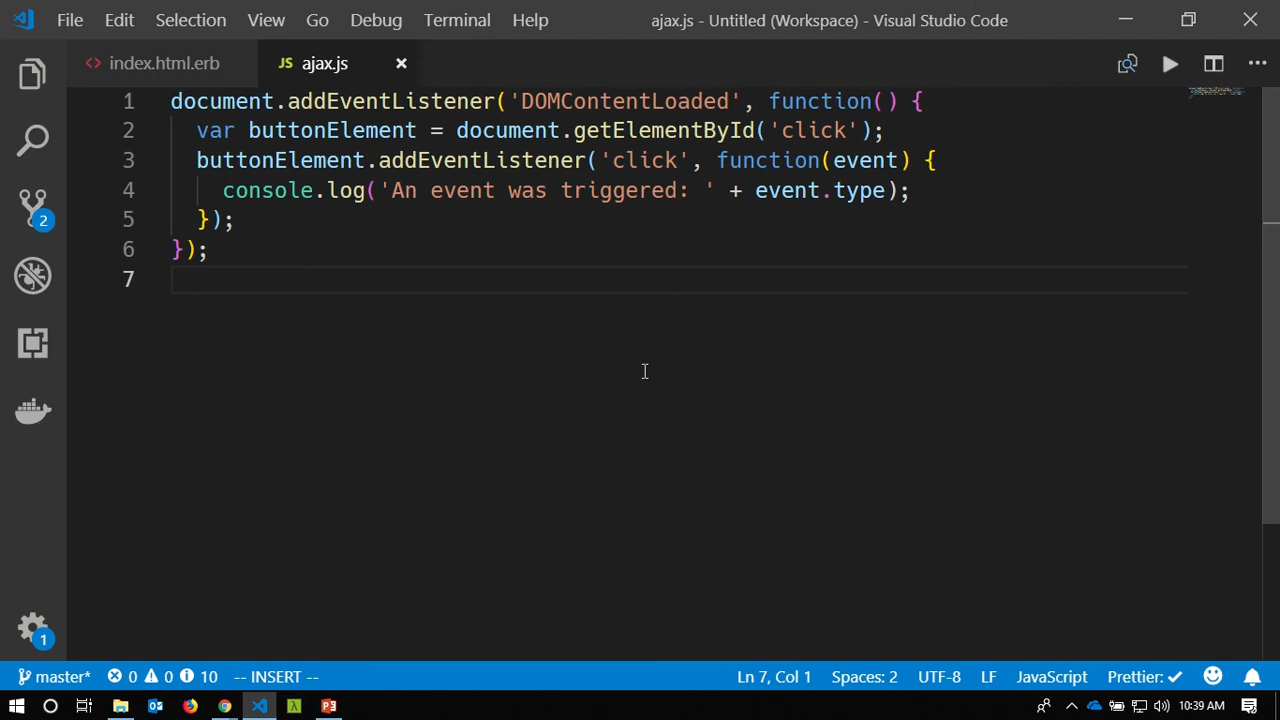 File Edit Selection View Go Debug Terminal Help ajax.js - Untitled (Workspace) - Visual Studio Code
<> index.html.erb JS ajax.js
1 document.addEventListener('DOMContentLoaded', function() {
2 var buttonElement = document.getElementById('click');
3 buttonElement.addEventListener('click', function(event) {
4 console.log('An event was triggered: ' + event.type);
5 });
6 });
7
2
1
master* 0 0 10 -- INSERT -- Ln 7, Col 1 Spaces: 2 UTF-8 LF JavaScript Prettier: ✓
10:39 AM